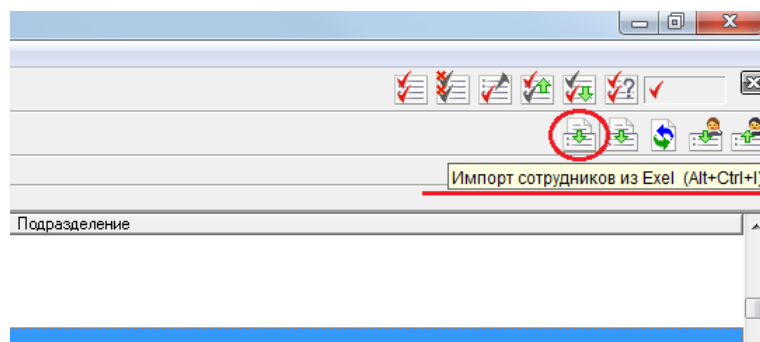 Импорт сотрудников из Exel (Alt+Ctrl+I)
Подразделение